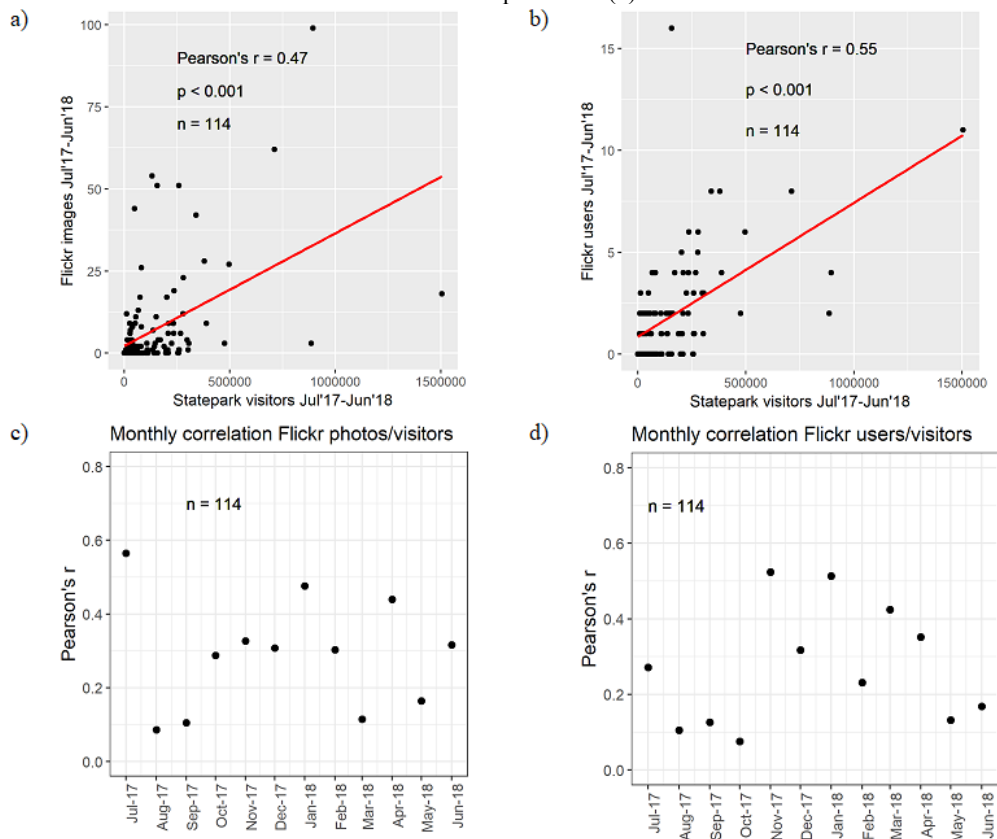 a)
100
75
50
25
0
Flickr images Jul'17-Jun'18
Pearson's r = 0.47
p < 0.001
n = 114
0
500000
1000000
1500000
Statepark visitors Jul'17-Jun'18
b)
15
10
5
0
Flickr users Jul'17-Jun'18
Pearson's r = 0.55
p < 0.001
n = 114
0
500000
1000000
1500000
Statepark visitors Jul'17-Jun'18
c)
Monthly correlation Flickr photos/visitors
0.8
0.6
0.4
0.2
0.0
Pearson's r
n = 114
Jul-17
Aug-17
Sep-17
Oct-17
Nov-17
Dec-17
Jan-18
Feb-18
Mar-18
Apr-18
May-18
Jun-18
d)
Monthly correlation Flickr users/visitors
0.8
0.6
0.4
0.2
0.0
Pearson's r
n = 114
Jul-17
Aug-17
Sep-17
Oct-17
Nov-17
Dec-17
Jan-18
Feb-18
Mar-18
Apr-18
May-18
Jun-18